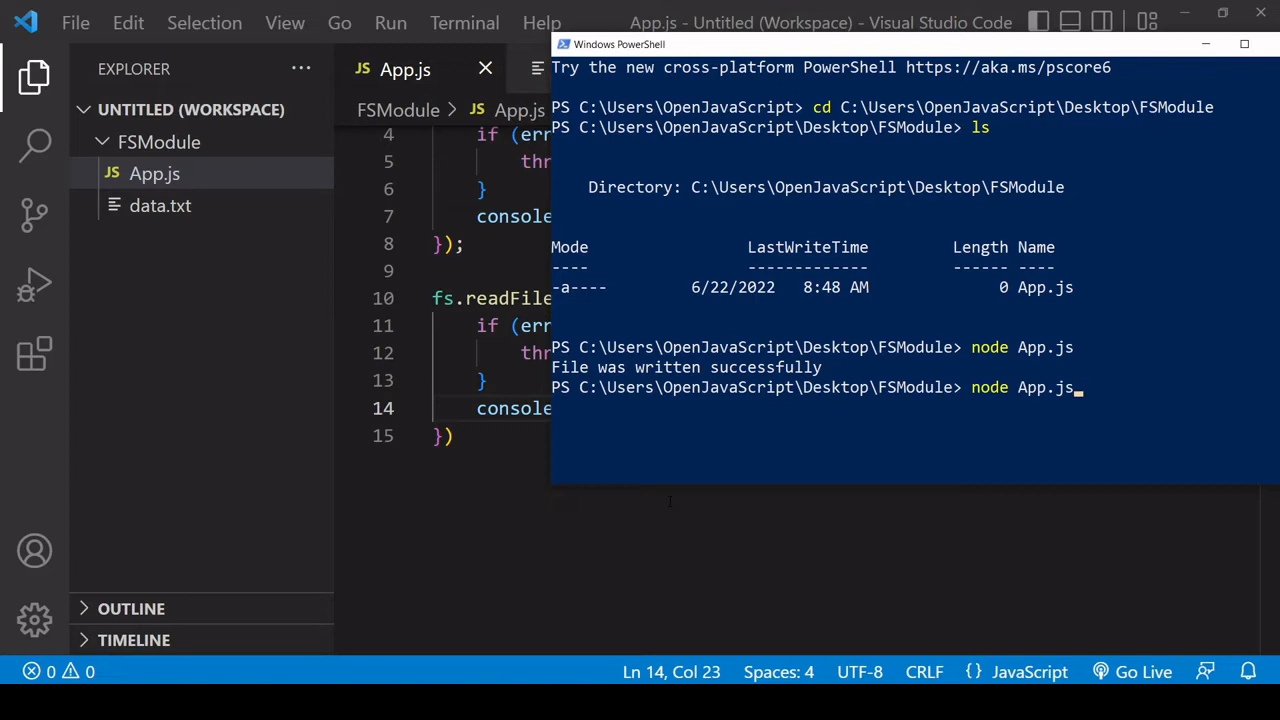 File Edit Selection View Go Run Terminal Help App.js - Untitled (Workspace) - Visual Studio Code
EXPLORER ···
UNTITLED (WORKSPACE)
FSModule
JS App.js
data.txt
OUTLINE
TIMELINE
JS App.js
FSModule > JS App.js
4 if (err
5 thr
6 }
7 console
8 });
9
10 fs.readFile
11 if (err
12 thr
13 }
14 console
15 })
Windows PowerShell
Try the new cross-platform PowerShell https://aka.ms/pscore6
PS C:\Users\OpenJavaScript> cd C:\Users\OpenJavaScript\Desktop\FSModule
PS C:\Users\OpenJavaScript\Desktop\FSModule> ls
Directory: C:\Users\OpenJavaScript\Desktop\FSModule
Mode LastWriteTime Length Name
---- ------------- ------ ----
-a---- 6/22/2022 8:48 AM 0 App.js
PS C:\Users\OpenJavaScript\Desktop\FSModule> node App.js
File was written successfully
PS C:\Users\OpenJavaScript\Desktop\FSModule> node App.js
0 0 Ln 14, Col 23 Spaces: 4 UTF-8 CRLF {} JavaScript Go Live